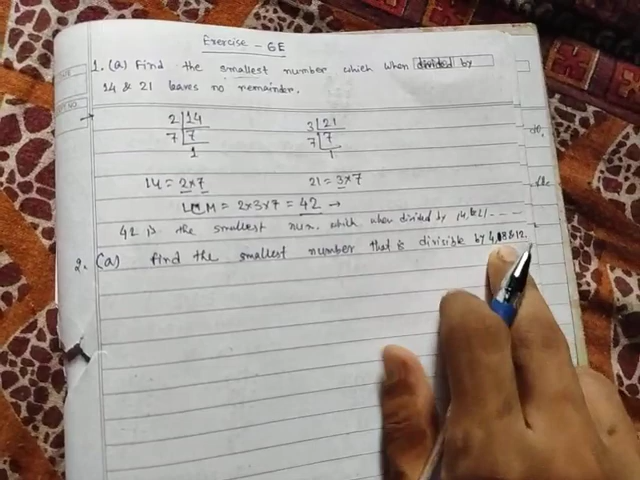 Exercise - 6E
1. (a) Find the smallest number which when divided by
14 & 21 leaves no remainder.
2 14 3 21
7 7 7 7
1 1
14 = 2×7 21 = 3×7
LCM = 2×3×7 = 42 →
42 is the smallest num. which when divided by 14, & 21 - - -
2. (a) find the smallest number that is divisible by 4, 8 & 12.